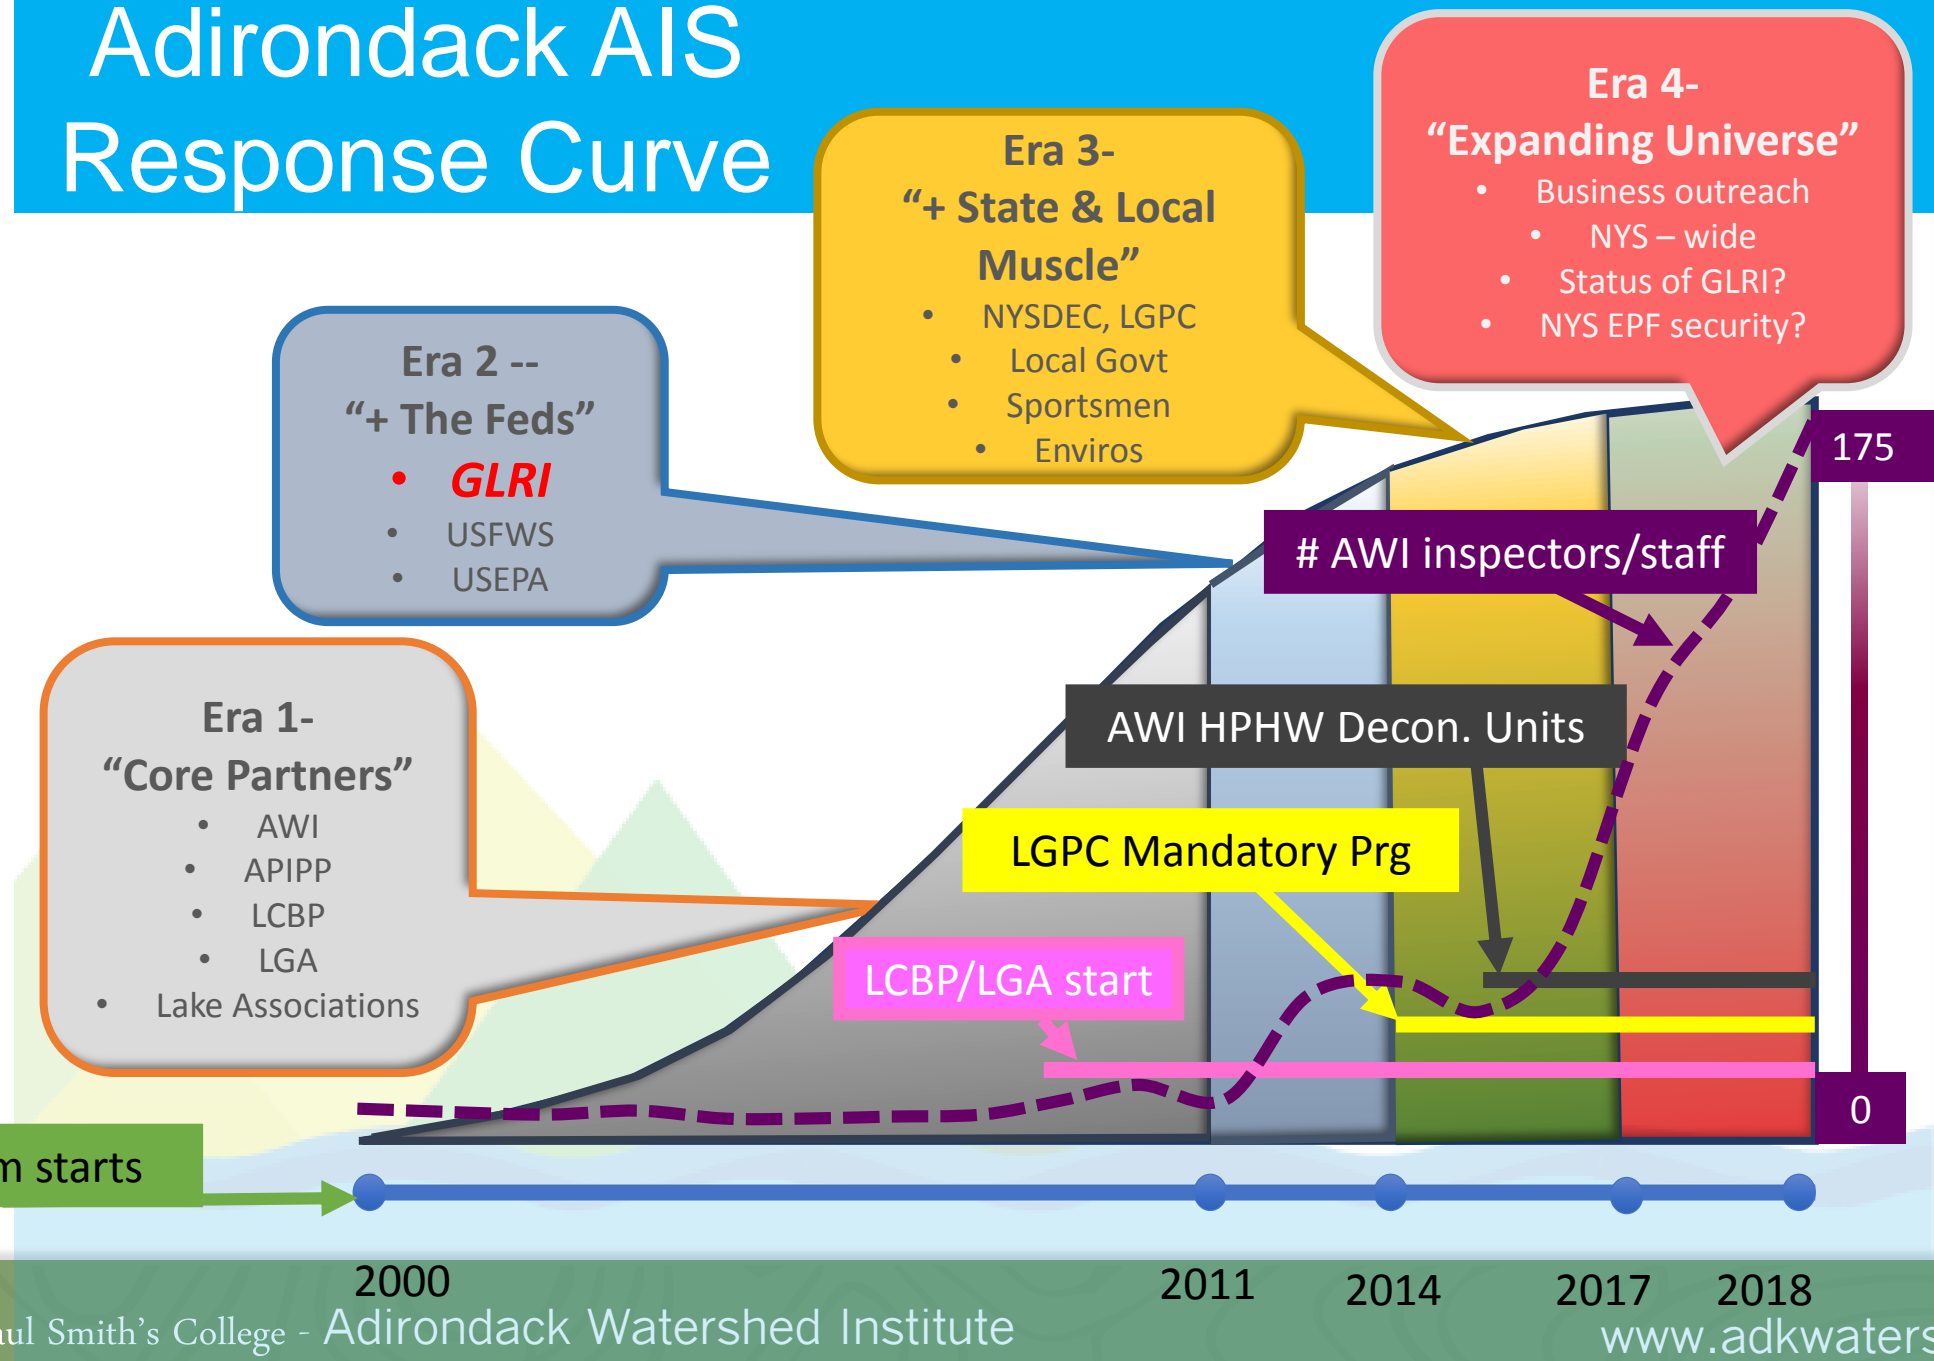 Adirondack AIS
Response Curve
Era 4-
“Expanding Universe”
• Business outreach
• NYS – wide
• Status of GLRI?
• NYS EPF security?
Era 3-
“+ State & Local
Muscle”
• NYSDEC, LGPC
• Local Govt
• Sportsmen
• Enviros
Era 2 --
“+ The Feds”
• GLRI
• USFWS
• USEPA
Era 1-
“Core Partners”
• AWI
• APIPP
• LCBP
• LGA
• Lake Associations
175
# AWI inspectors/staff
AWI HPHW Decon. Units
LGPC Mandatory Prg
LCBP/LGA start
0
starts
2000
2011
2014
2017
2018
Smith’s College - Adirondack Watershed Institute
www.adkwaters